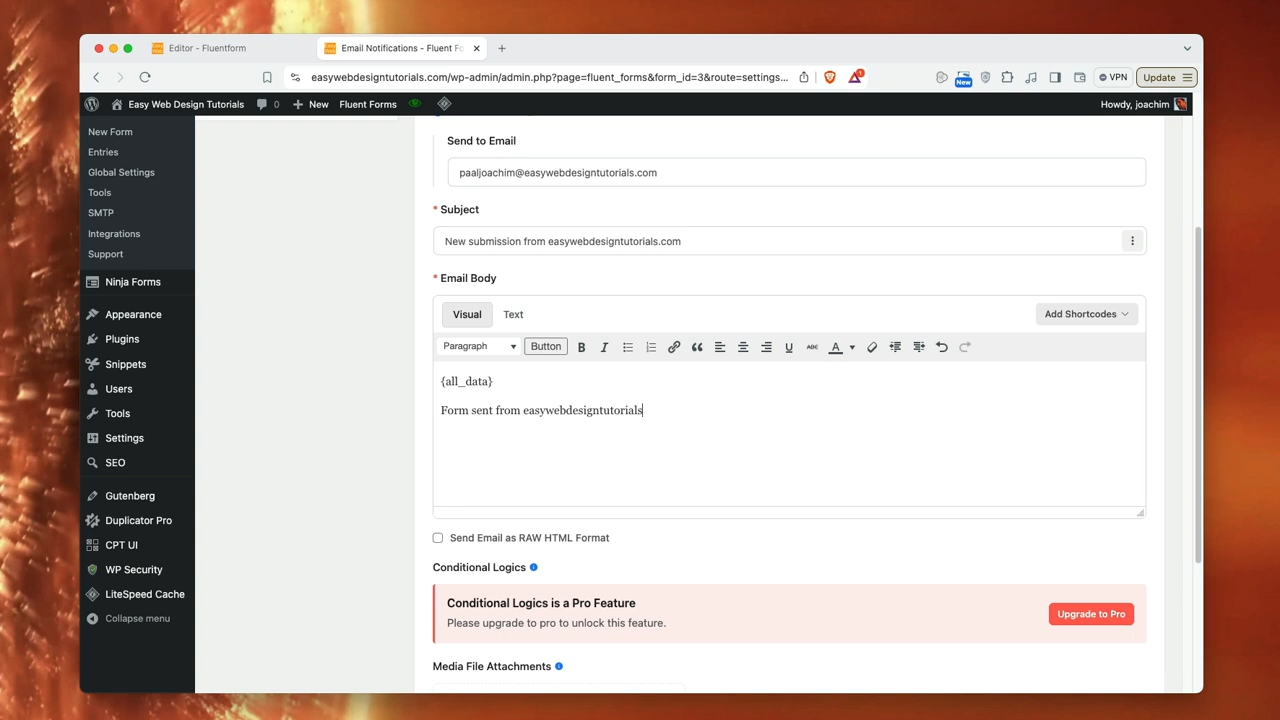 Editor - Fluentform
Email Notifications - Fluent Fo
easywebdesigntutorials.com/wp-admin/admin.php?page=fluent_forms&form_id=3&route=settings...
New
1
VPN
Update
Easy Web Design Tutorials
0
New
Fluent Forms
Howdy, joachim
New Form
Entries
Global Settings
Tools
SMTP
Integrations
Support
Ninja Forms
Appearance
Plugins
Snippets
Users
Tools
Settings
SEO
Gutenberg
Duplicator Pro
CPT UI
WP Security
LiteSpeed Cache
Collapse menu
Send to Email
paaljoachim@easywebdesigntutorials.com
* Subject
New submission from easywebdesigntutorials.com
* Email Body
Visual Text Add Shortcodes
Paragraph Button B I U ABC A
{all_data}
Form sent from easywebdesigntutorials
Send Email as RAW HTML Format
Conditional Logics
Conditional Logics is a Pro Feature
Please upgrade to pro to unlock this feature.
Upgrade to Pro
Media File Attachments